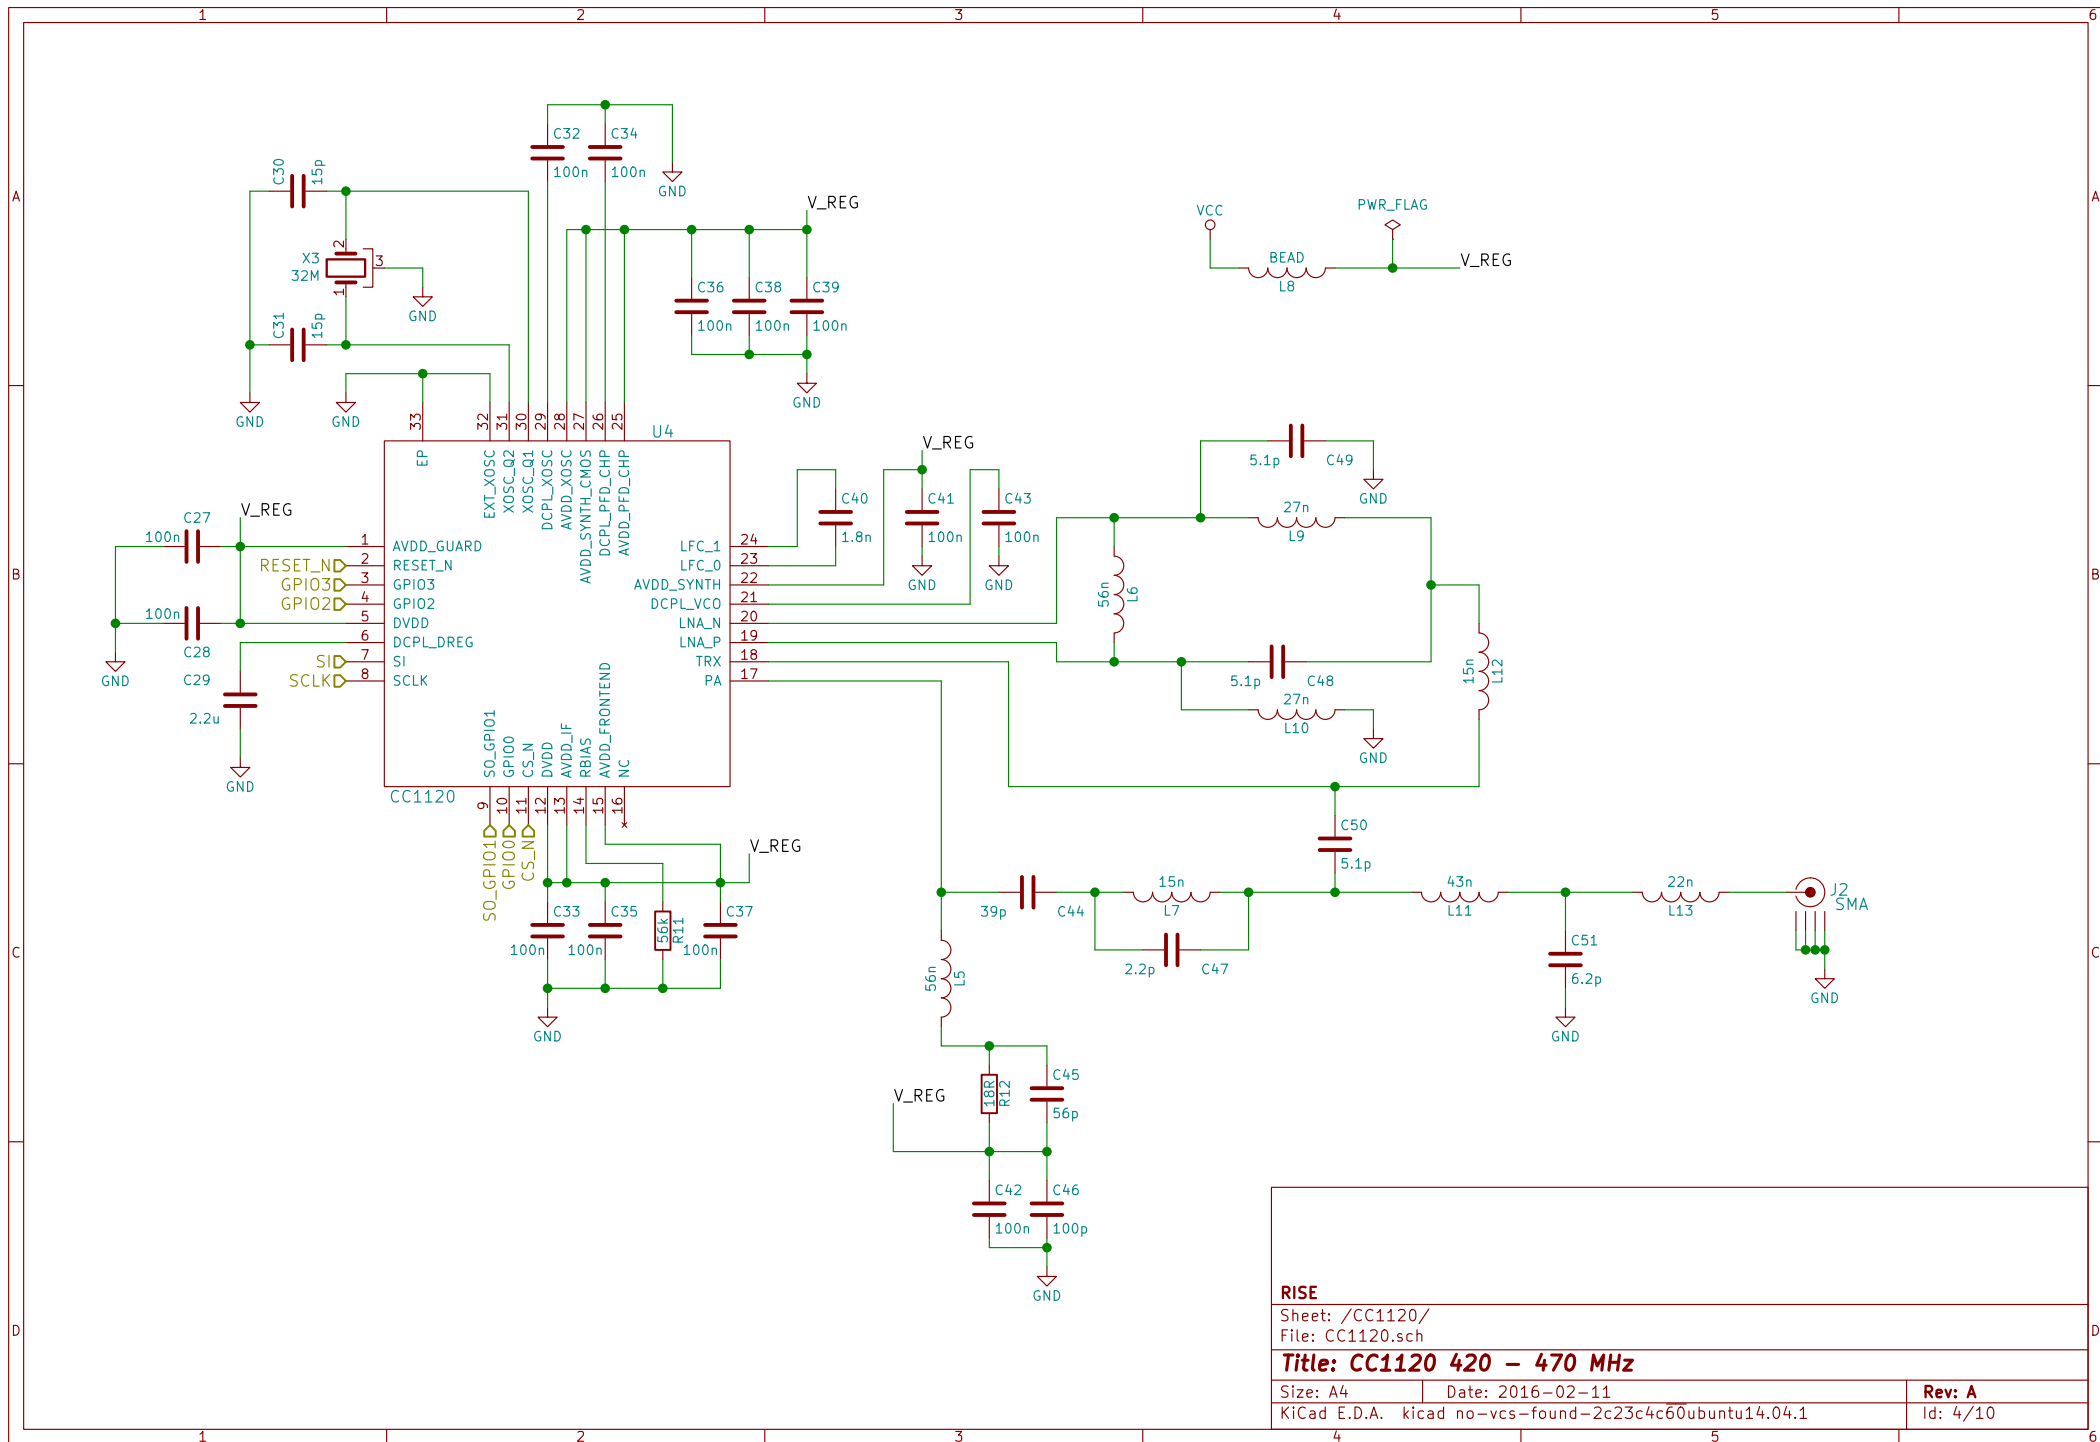 1 2 3 4 5 6
A A
B B
C C
D D
1 2 3 4 5 6
C32 100n
C34 100n
GND
C30 15p
X3 32M
2 3 1
GND
C31 15p
GND
GND
V_REG
C36 100n
C38 100n
C39 100n
GND
VCC
BEAD
L8
PWR_FLAG
V_REG
U4
CC1120
33 32 31 30 29 28 27 26 25
EP
EXT_XOSC
XOSC_Q2
XOSC_Q1
DCPL_XOSC
AVDD_XOSC
AVDD_SYNTH_CMOS
DCPL_PFD_CHP
AVDD_PFD_CHP
V_REG
C27
100n
100n
C28
GND
C29
2.2u
GND
RESET_N
GPIO3
GPIO2
SI
SCLK
1 AVDD_GUARD
2 RESET_N
3 GPIO3
4 GPIO2
5 DVDD
6 DCPL_DREG
7 SI
8 SCLK
LFC_1 24
LFC_0 23
AVDD_SYNTH 22
DCPL_VCO 21
LNA_N 20
LNA_P 19
TRX 18
PA 17
SO_GPIO1
GPIO0
CS_N
DVDD
AVDD_IF
RBIAS
AVDD_FRONTEND
NC
9 10 11 12 13 14 15 16
SO_GPIO1
GPIO0
CS_N
V_REG
C33 100n
C35 100n
56k R11
C37 100n
GND
V_REG
C40 1.8n
C41 100n
GND
C43 100n
GND
5.1p C49
GND
27n
L9
56n L6
5.1p C48
27n
L10
GND
15n L12
C50 5.1p
39p C44
15n
L7
2.2p C47
43n
L11
C51 6.2p
GND
22n
L13
J2
SMA
GND
56n L5
V_REG
18R R12
C45 56p
C42 100n
C46 100p
GND
RISE
Sheet: /CC1120/
File: CC1120.sch
Title: CC1120 420 – 470 MHz
Size: A4 Date: 2016-02-11 Rev: A
KiCad E.D.A. kicad no-vcs-found-2c23c4c60ubuntu14.04.1 Id: 4/10